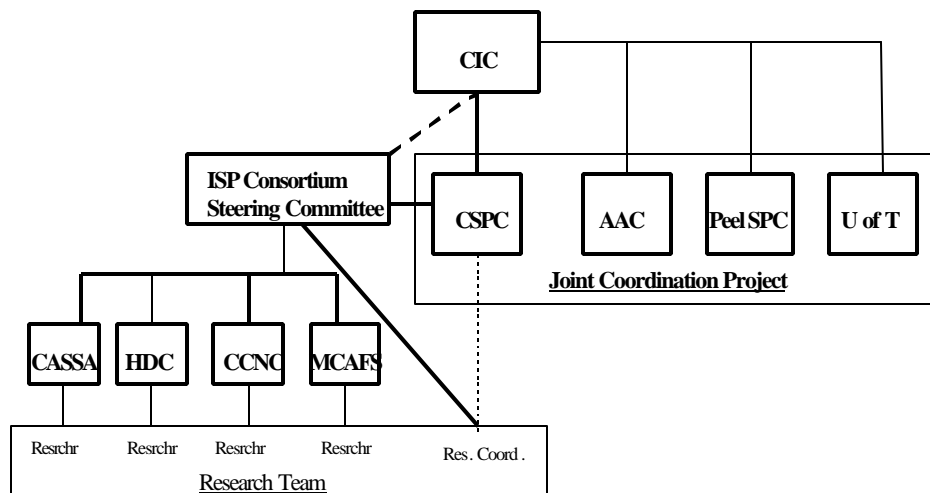 CIC
ISP Consortium
Steering Committee
CSPC
AAC
Peel SPC
U of T
Joint Coordination Project
CASSA
HDC
CCNC
MCAFS
Resrchr
Resrchr
Resrchr
Resrchr
Res. Coord .
Research Team